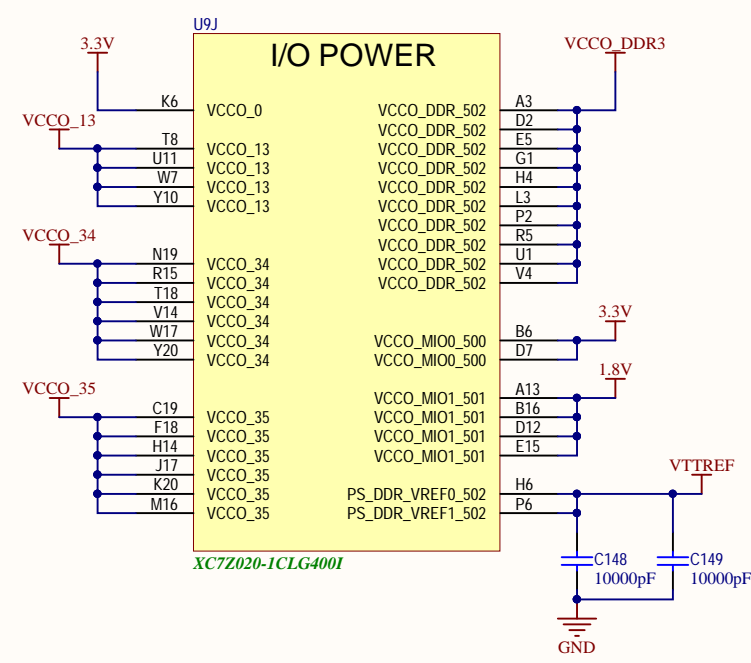 U9J
I/O POWER
3.3V
K6 VCCO_0
VCCO_13
T8 VCCO_13
U11 VCCO_13
W7 VCCO_13
Y10 VCCO_13
VCCO_34
N19 VCCO_34
R15 VCCO_34
T18 VCCO_34
V14 VCCO_34
W17 VCCO_34
Y20 VCCO_34
VCCO_35
C19 VCCO_35
F18 VCCO_35
H14 VCCO_35
J17 VCCO_35
K20 VCCO_35
M16 VCCO_35
VCCO_DDR3
VCCO_DDR_502 A3
VCCO_DDR_502 D2
VCCO_DDR_502 E5
VCCO_DDR_502 G1
VCCO_DDR_502 H4
VCCO_DDR_502 L3
VCCO_DDR_502 P2
VCCO_DDR_502 R5
VCCO_DDR_502 U1
VCCO_DDR_502 V4
3.3V
VCCO_MIO0_500 B6
VCCO_MIO0_500 D7
1.8V
VCCO_MIO1_501 A13
VCCO_MIO1_501 B16
VCCO_MIO1_501 D12
VCCO_MIO1_501 E15
VTTREF
PS_DDR_VREF0_502 H6
PS_DDR_VREF1_502 P6
XC7Z020-1CLG400I
C148
10000pF
C149
10000pF
GND